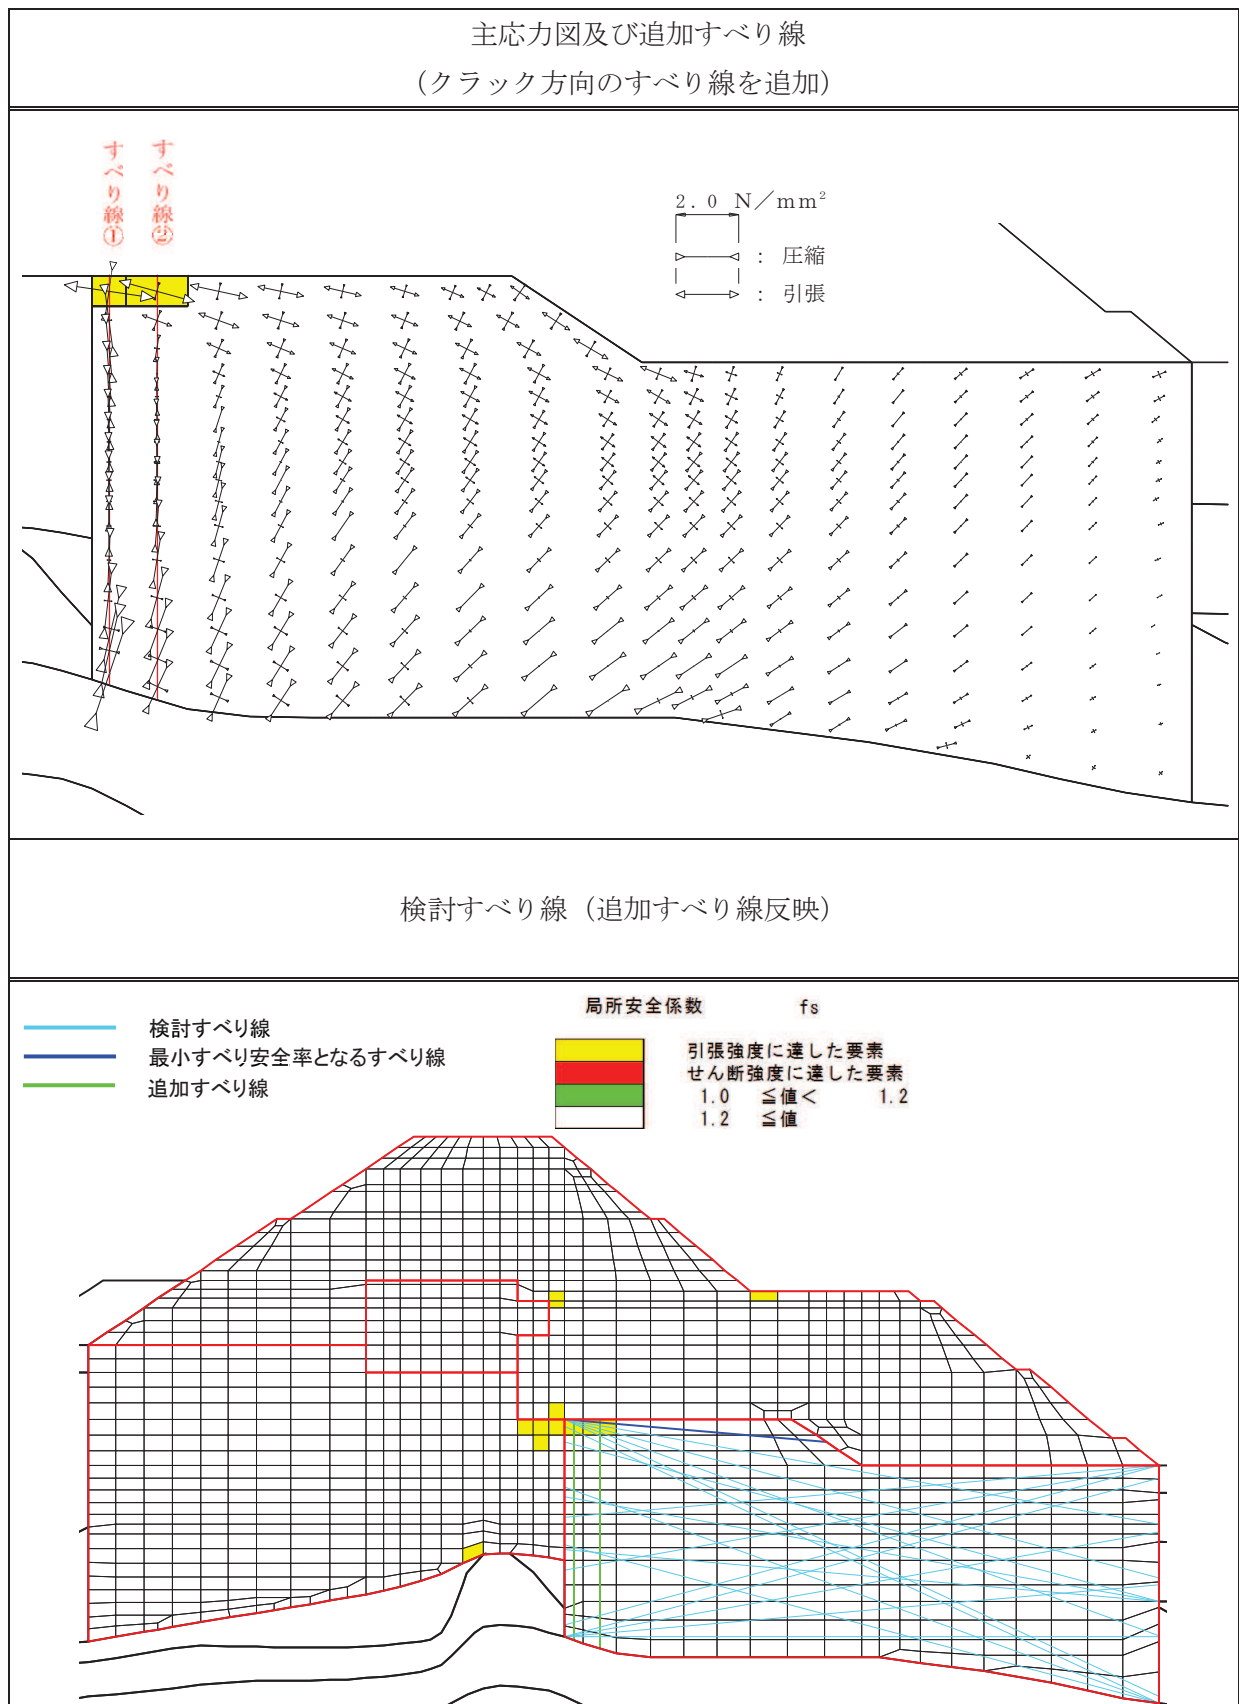 主応力図及び追加すべり線
（クラック方向のすべり線を追加）
すべり線①
すべり線②
2.0 N／mm²
： 圧縮
： 引張
検討すべり線（追加すべり線反映）
検討すべり線
最小すべり安全率となるすべり線
追加すべり線
局所安全係数 fs
引張強度に達した要素
せん断強度に達した要素
1.0 ≦値＜ 1.2
1.2 ≦値